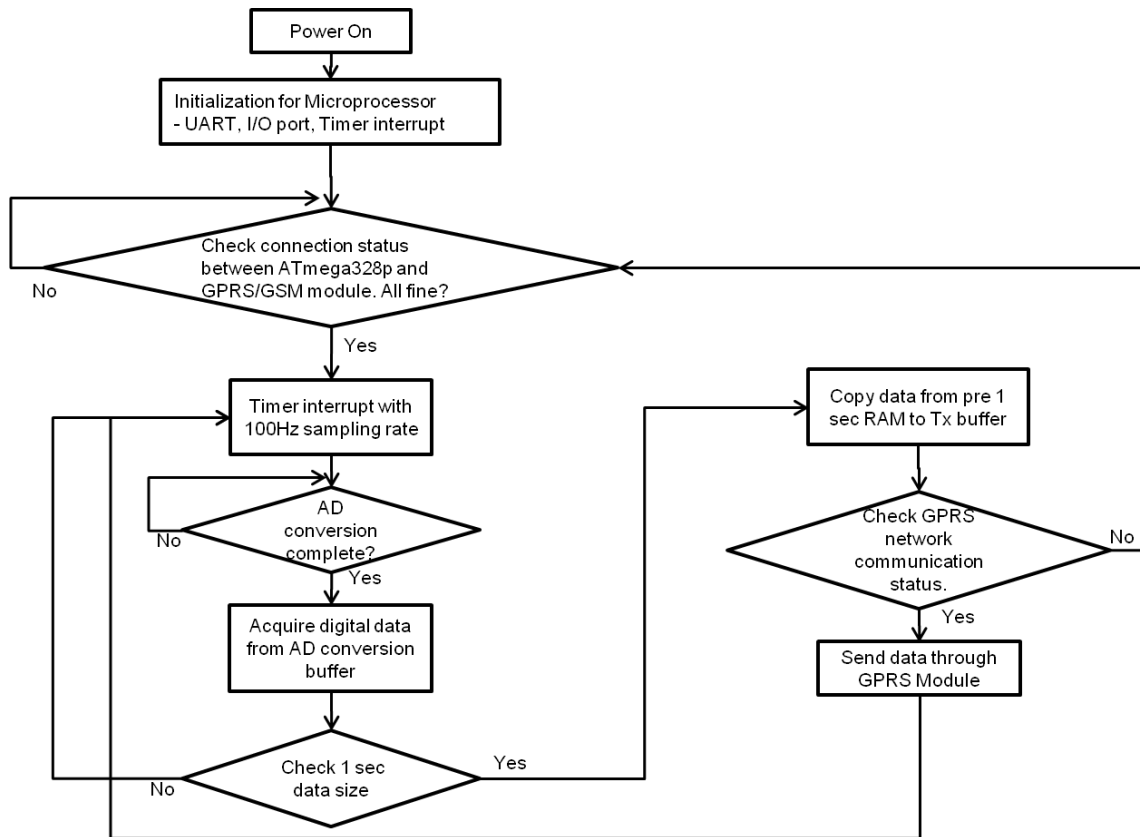 Power On
Initialization for Microprocessor
- UART, I/O port, Timer interrupt
Check connection status
between ATmega328p and
GPRS/GSM module. All fine?
No
Yes
Timer interrupt with
100Hz sampling rate
AD
conversion
complete?
No
Yes
Acquire digital data
from AD conversion
buffer
Check 1 sec
data size
No
Yes
Copy data from pre 1
sec RAM to Tx buffer
Check GPRS
network
communication
status.
No
Yes
Send data through
GPRS Module